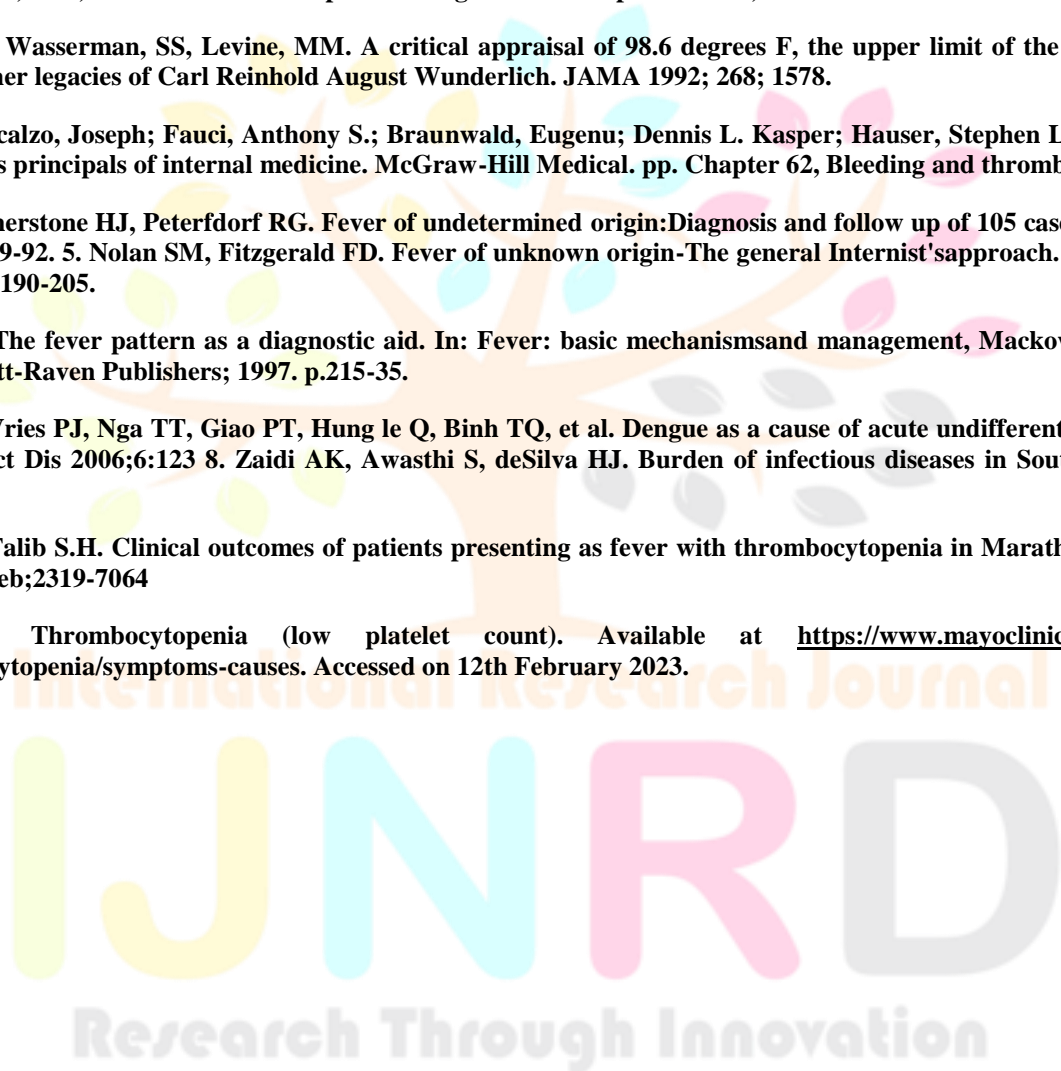 Wasserman, SS, Levine, MM. A critical appraisal of 98.6 degrees F, the upper limit of the
ner legacies of Carl Reinhold August Wunderlich. JAMA 1992; 268; 1578.
calzo, Joseph; Fauci, Anthony S.; Braunwald, Eugenu; Dennis L. Kasper; Hauser, Stephen L
s principals of internal medicine. McGraw-Hill Medical. pp. Chapter 62, Bleeding and thromb
nerstone HJ, Peterfdorf RG. Fever of undetermined origin:Diagnosis and follow up of 105 case
9-92. 5. Nolan SM, Fitzgerald FD. Fever of unknown origin-The general Internist'sapproach.
190-205.
The fever pattern as a diagnostic aid. In: Fever: basic mechanismsand management, Mackov
tt-Raven Publishers; 1997. p.215-35.
Vries PJ, Nga TT, Giao PT, Hung le Q, Binh TQ, et al. Dengue as a cause of acute undifferent
ct Dis 2006;6:123 8. Zaidi AK, Awasthi S, deSilva HJ. Burden of infectious diseases in Sout
Talib S.H. Clinical outcomes of patients presenting as fever with thrombocytopenia in Marath
eb;2319-7064
Thrombocytopenia (low platelet count). Available at https://www.mayoclinic
ytopenia/symptoms-causes. Accessed on 12th February 2023.
International Research Journal
IJNRD
Research Through Innovation